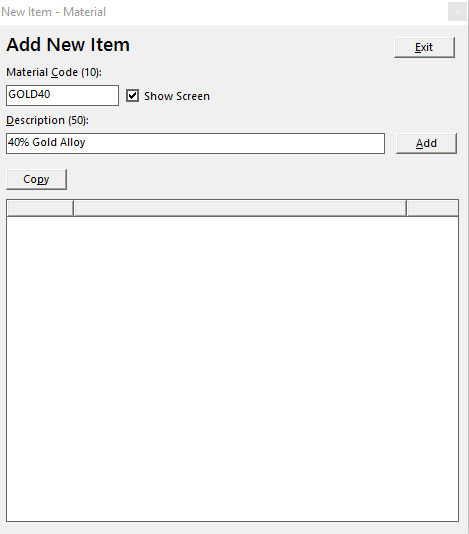 New Item - Material
Add New Item
Exit
Material Code (10):
GOLD40
Show Screen
Description (50):
40% Gold Alloy
Add
Copy